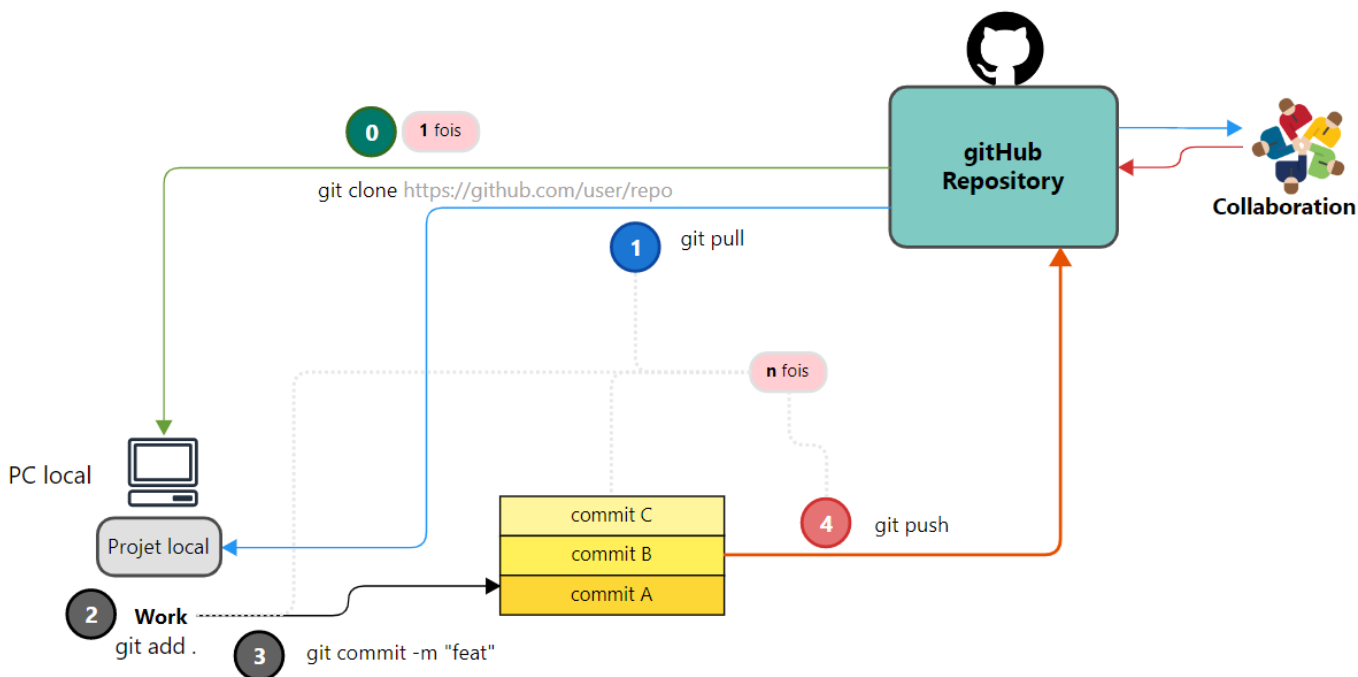 0
1 fois
gitHub
Repository
git clone https://github.com/user/repo
Collaboration
1
git pull
n fois
PC local
commit C
4
git push
Projet local
commit B
commit A
2
Work
git add .
3
git commit -m "feat"